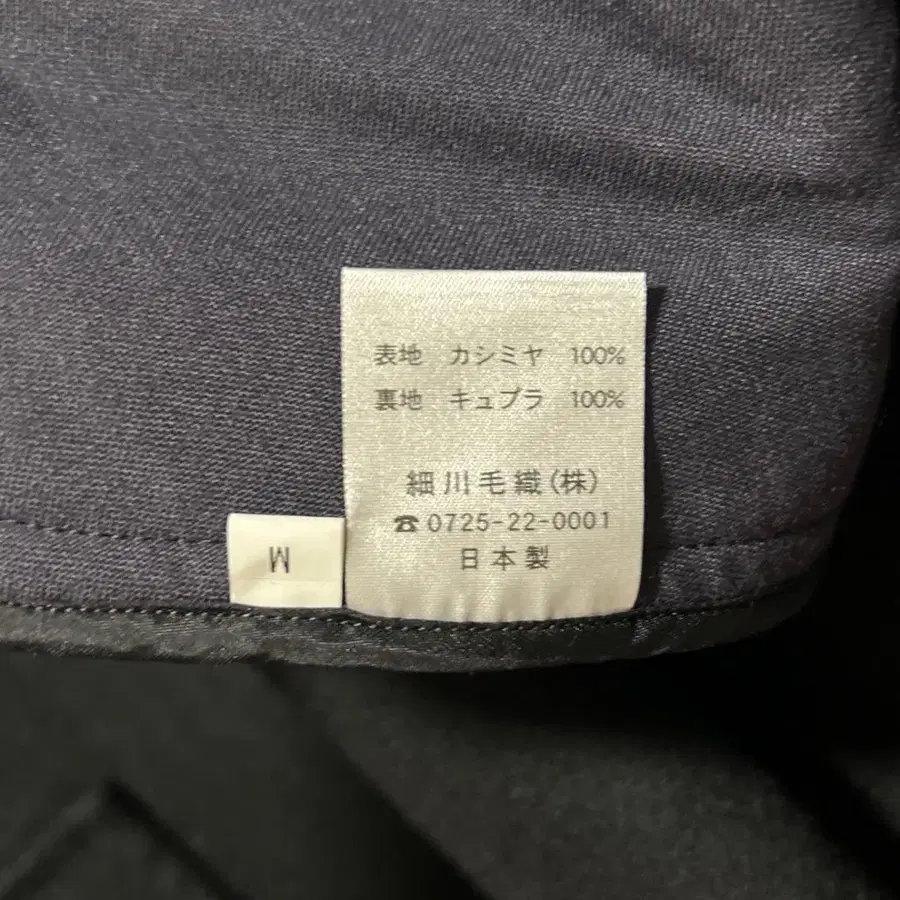 表地 カシミヤ 100%
裏地 キュプラ 100%
細川毛織(株)
☎0725-22-0001
日本製
M